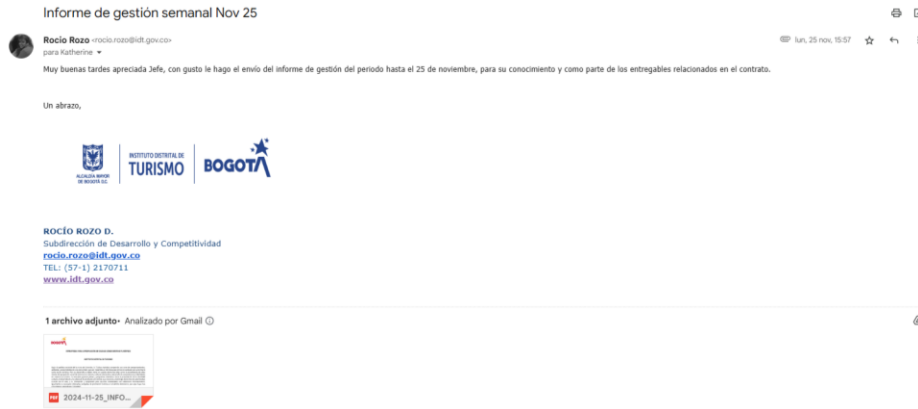 Informe de gestión semanal Nov 25
Rocio Rozo <rocio.rozo@idt.gov.co>
lun, 25 nov, 15:57
para Katherine
Muy buenas tardes apreciada Jefe, con gusto le hago el envío del informe de gestión del periodo hasta el 25 de noviembre, para su conocimiento y como parte de los entregables relacionados en el contrato.
Un abrazo,
ALCALDÍA MAYOR
DE BOGOTÁ D.C.
INSTITUTO DISTRITAL DE
TURISMO
BOGOTÁ
ROCÍO ROZO D.
Subdirección de Desarrollo y Competitividad
rocio.rozo@idt.gov.co
TEL: (57-1) 2170711
www.idt.gov.co
1 archivo adjunto• Analizado por Gmail
PDF 2024-11-25_INFO...